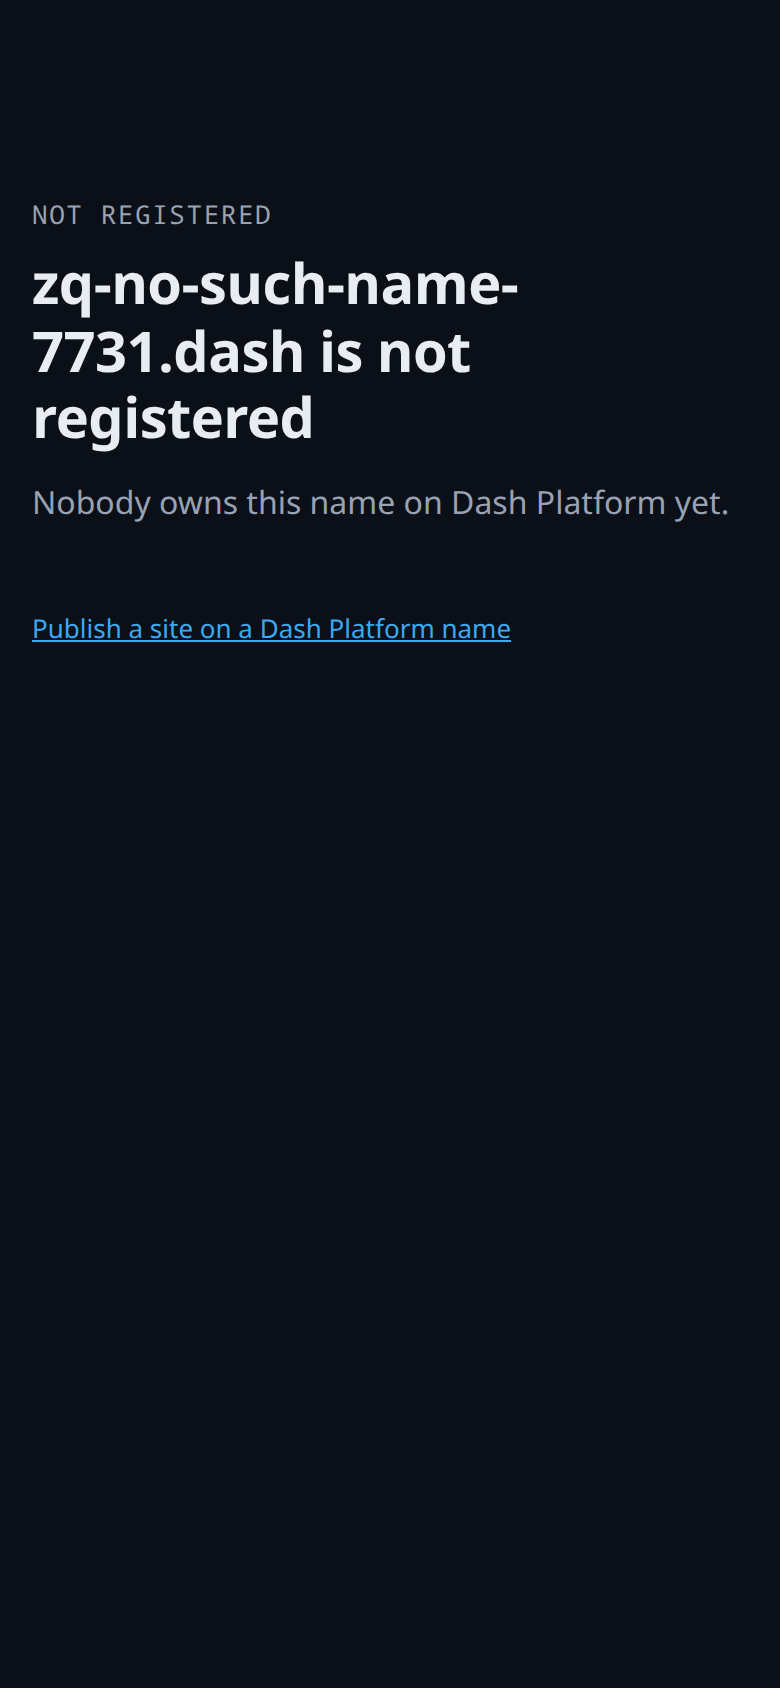 NOT REGISTERED
zq-no-such-name-
7731.dash is not
registered
Nobody owns this name on Dash Platform yet.
Publish a site on a Dash Platform name